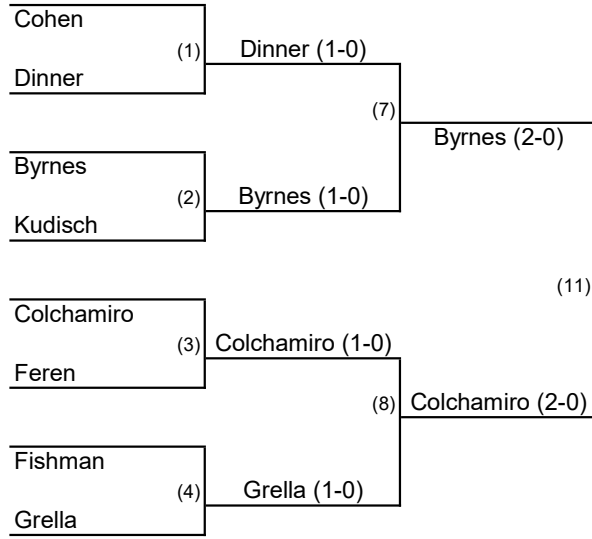 Cohen
(1)
Dinner (1-0)
Dinner
(7)
Byrnes (2-0)
Byrnes
(2)
Byrnes (1-0)
Kudisch
(11)
Colchamiro
(3)
Colchamiro (1-0)
Feren
(8)
Colchamiro (2-0)
Fishman
(4)
Grella (1-0)
Grella